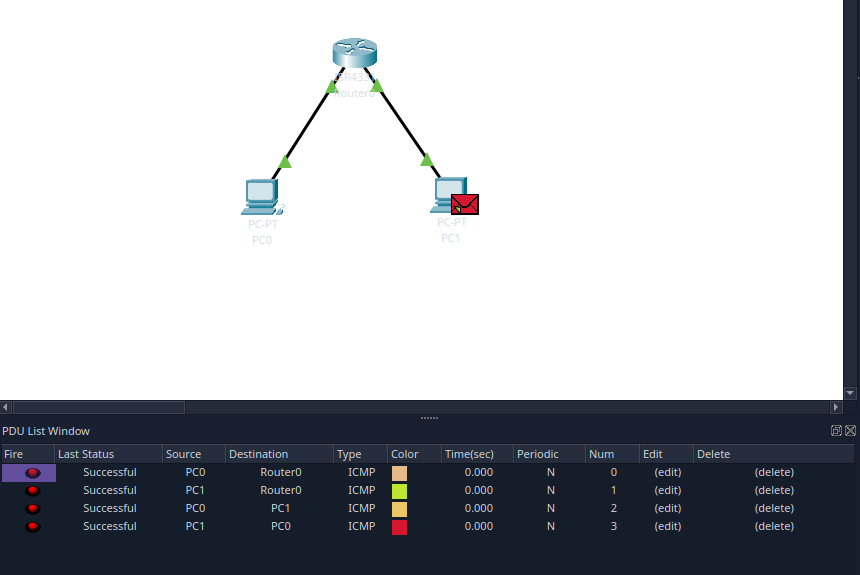 Router0
PC-PT
PC0
PC-PT
PC1
PDU List Window
Fire Last Status Source Destination Type Color Time(sec) Periodic Num Edit Delete
Successful PC0 Router0 ICMP 0.000 N 0 (edit) (delete)
Successful PC1 Router0 ICMP 0.000 N 1 (edit) (delete)
Successful PC0 PC1 ICMP 0.000 N 2 (edit) (delete)
Successful PC1 PC0 ICMP 0.000 N 3 (edit) (delete)